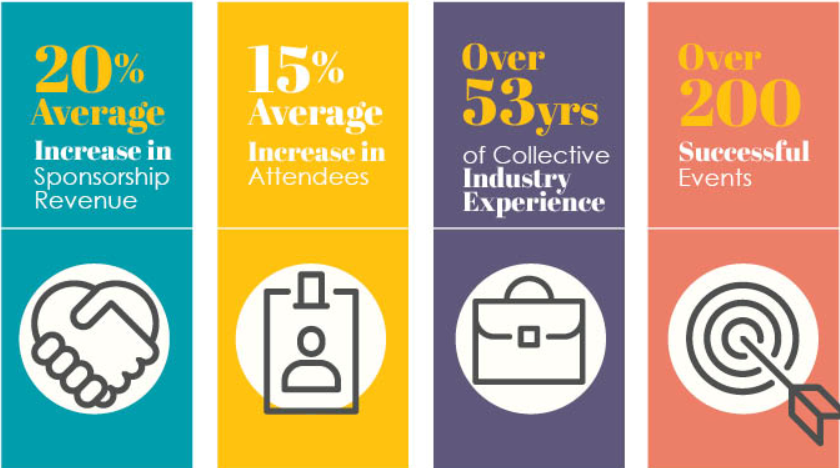 20%
Average
Increase in
Sponsorship
Revenue
15%
Average
Increase in
Attendees
Over
53yrs
of Collective
Industry
Experience
Over
200
Successful
Events